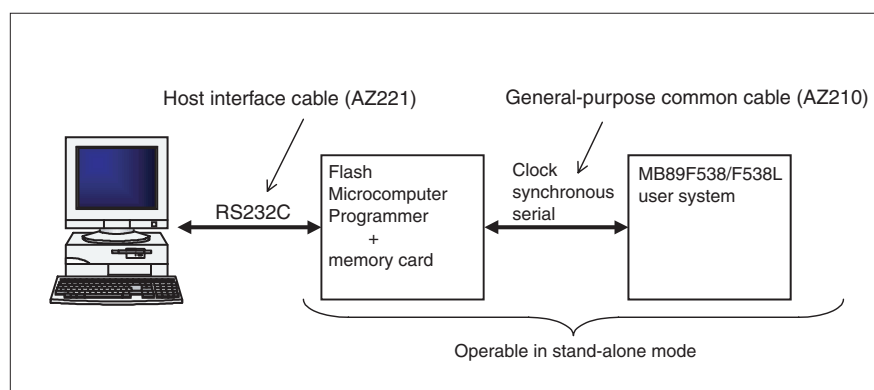 Host interface cable (AZ221)
General-purpose common cable (AZ210)
RS232C
Flash
Microcomputer
Programmer
+
memory card
Clock
synchronous
serial
MB89F538/F538L
user system
Operable in stand-alone mode